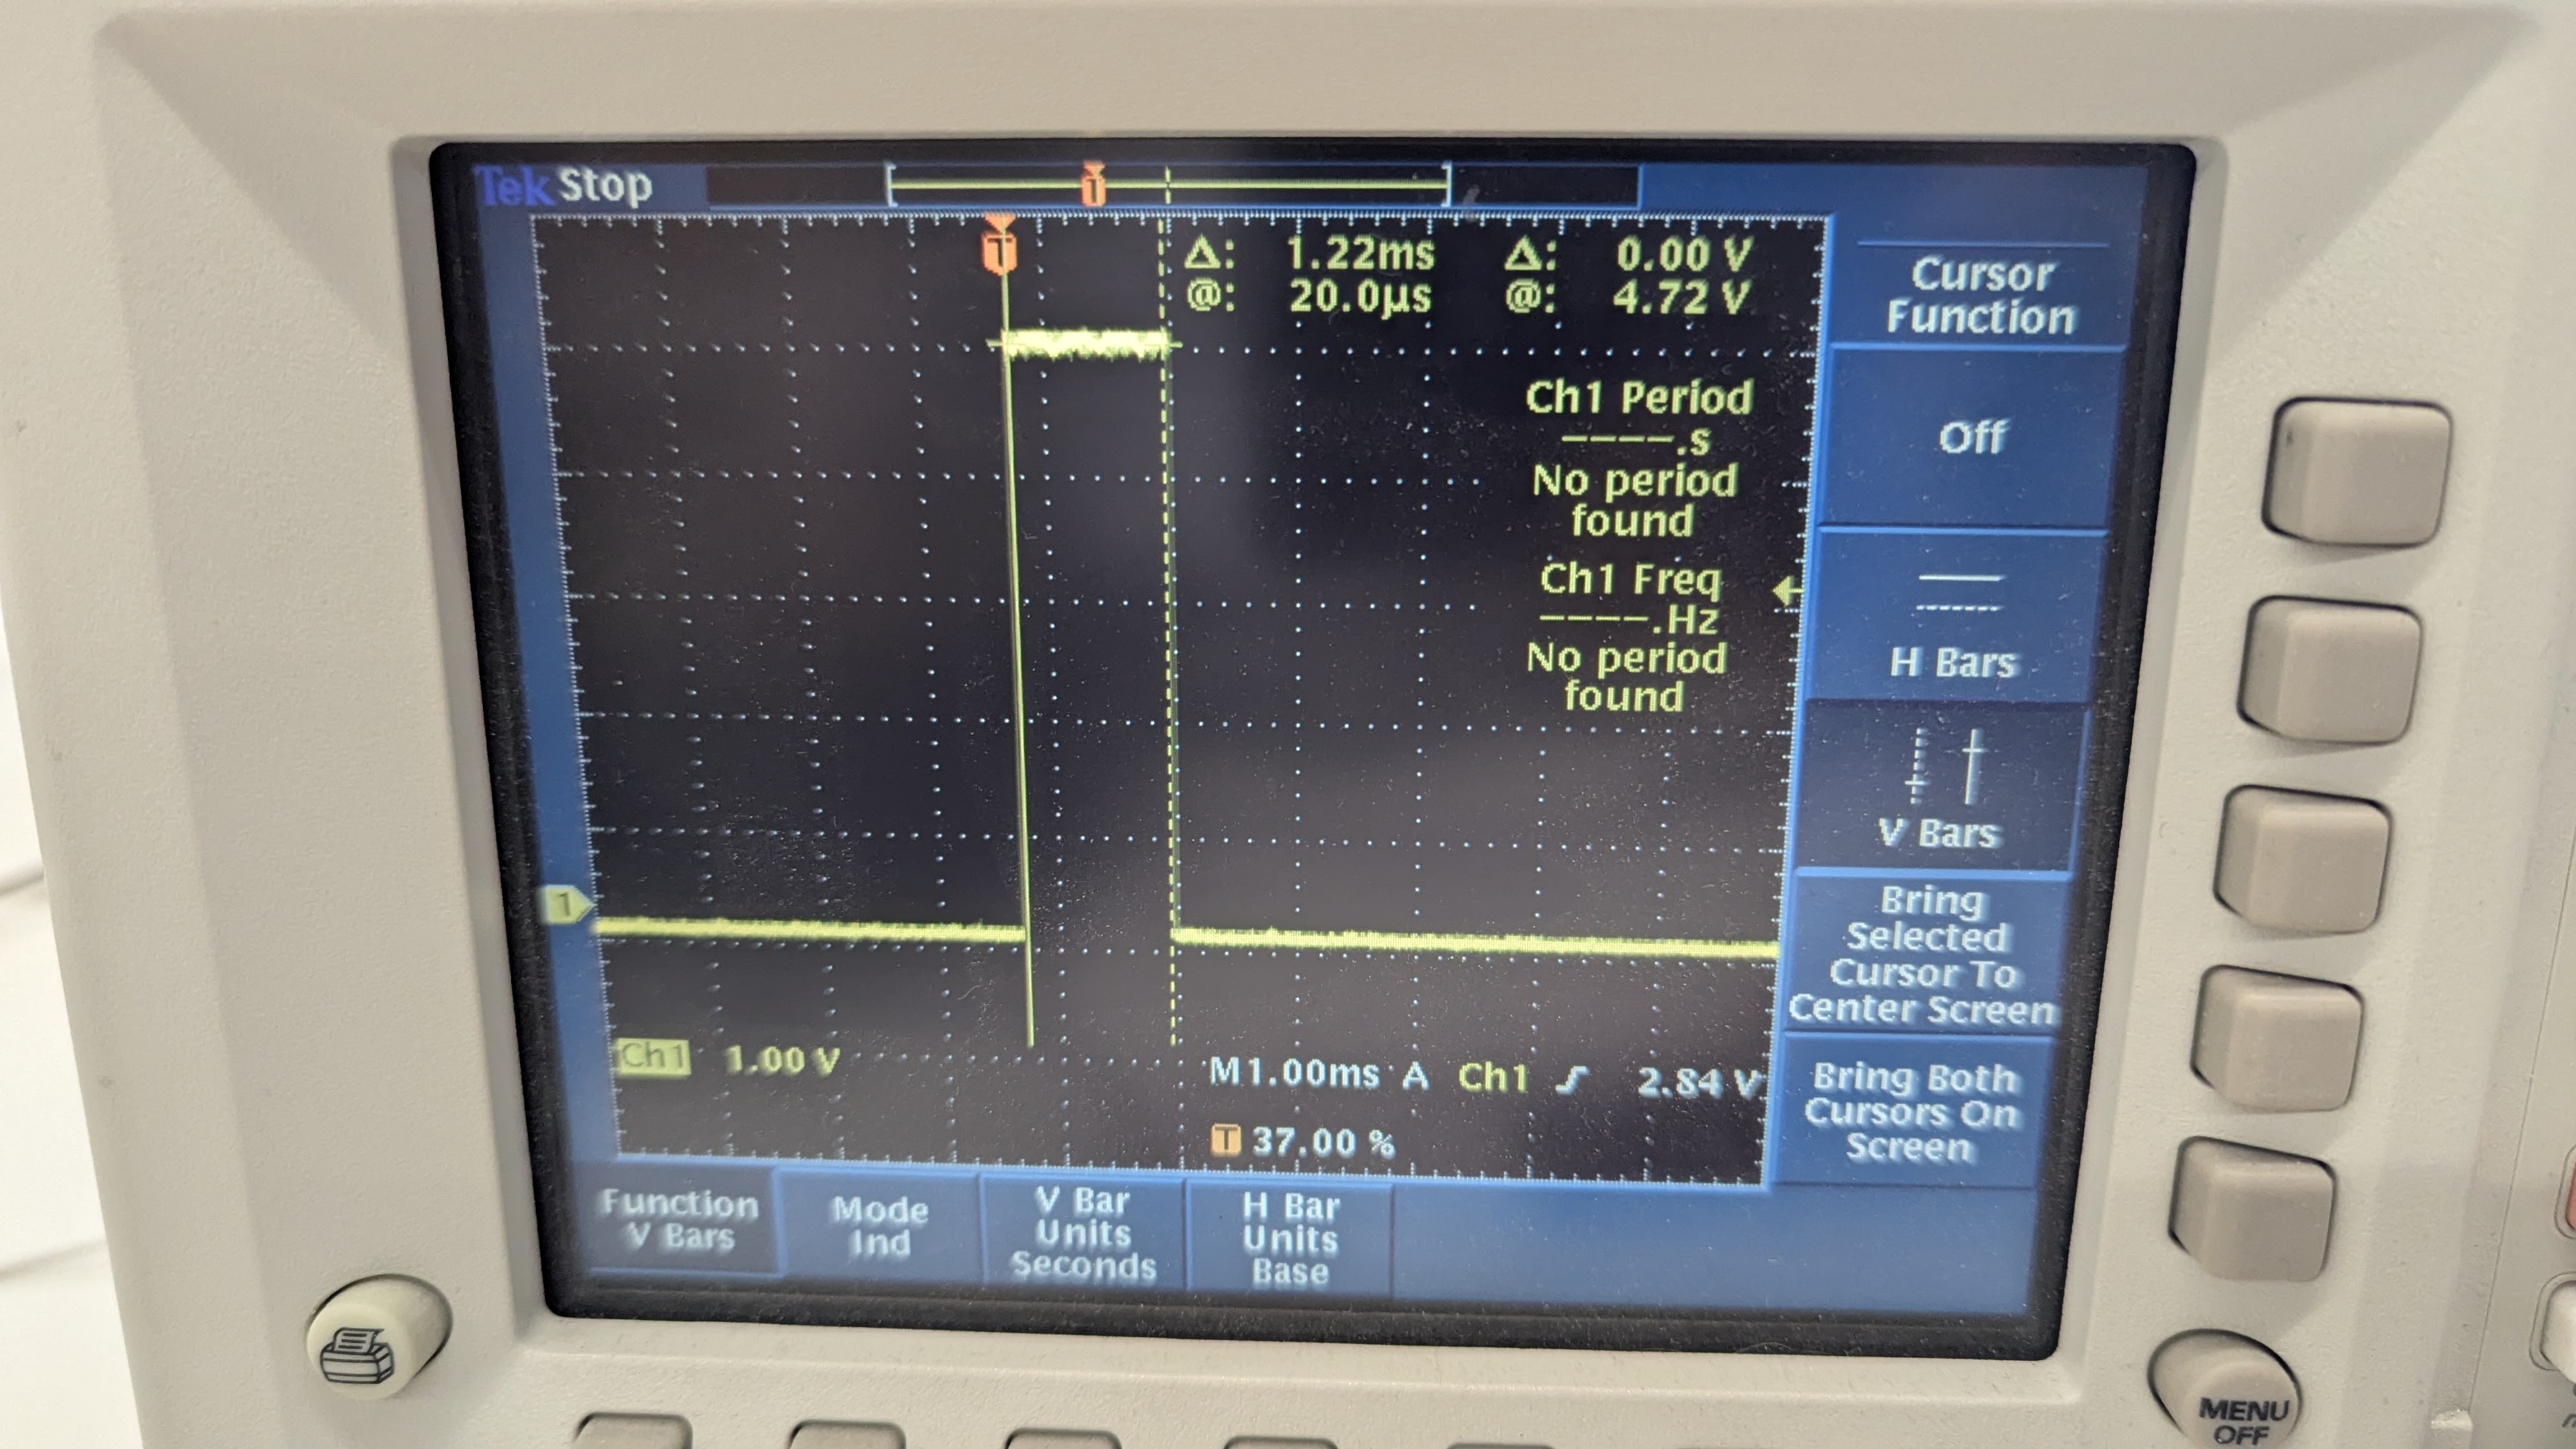 Tek Stop
T
T
Δ: 1.22ms Δ: 0.00 V
@: 20.0µs @: 4.72 V
Ch1 Period
----.s
No period
found
Ch1 Freq
----.Hz
No period
found
1
Ch1 1.00 V
M1.00ms A Ch1 2.84 V
T 37.00 %
Cursor
Function
Off
H Bars
V Bars
Bring
Selected
Cursor To
Center Screen
Bring Both
Cursors On
Screen
Function
V Bars
Mode
Ind
V Bar
Units
Seconds
H Bar
Units
Base
MENU
OFF